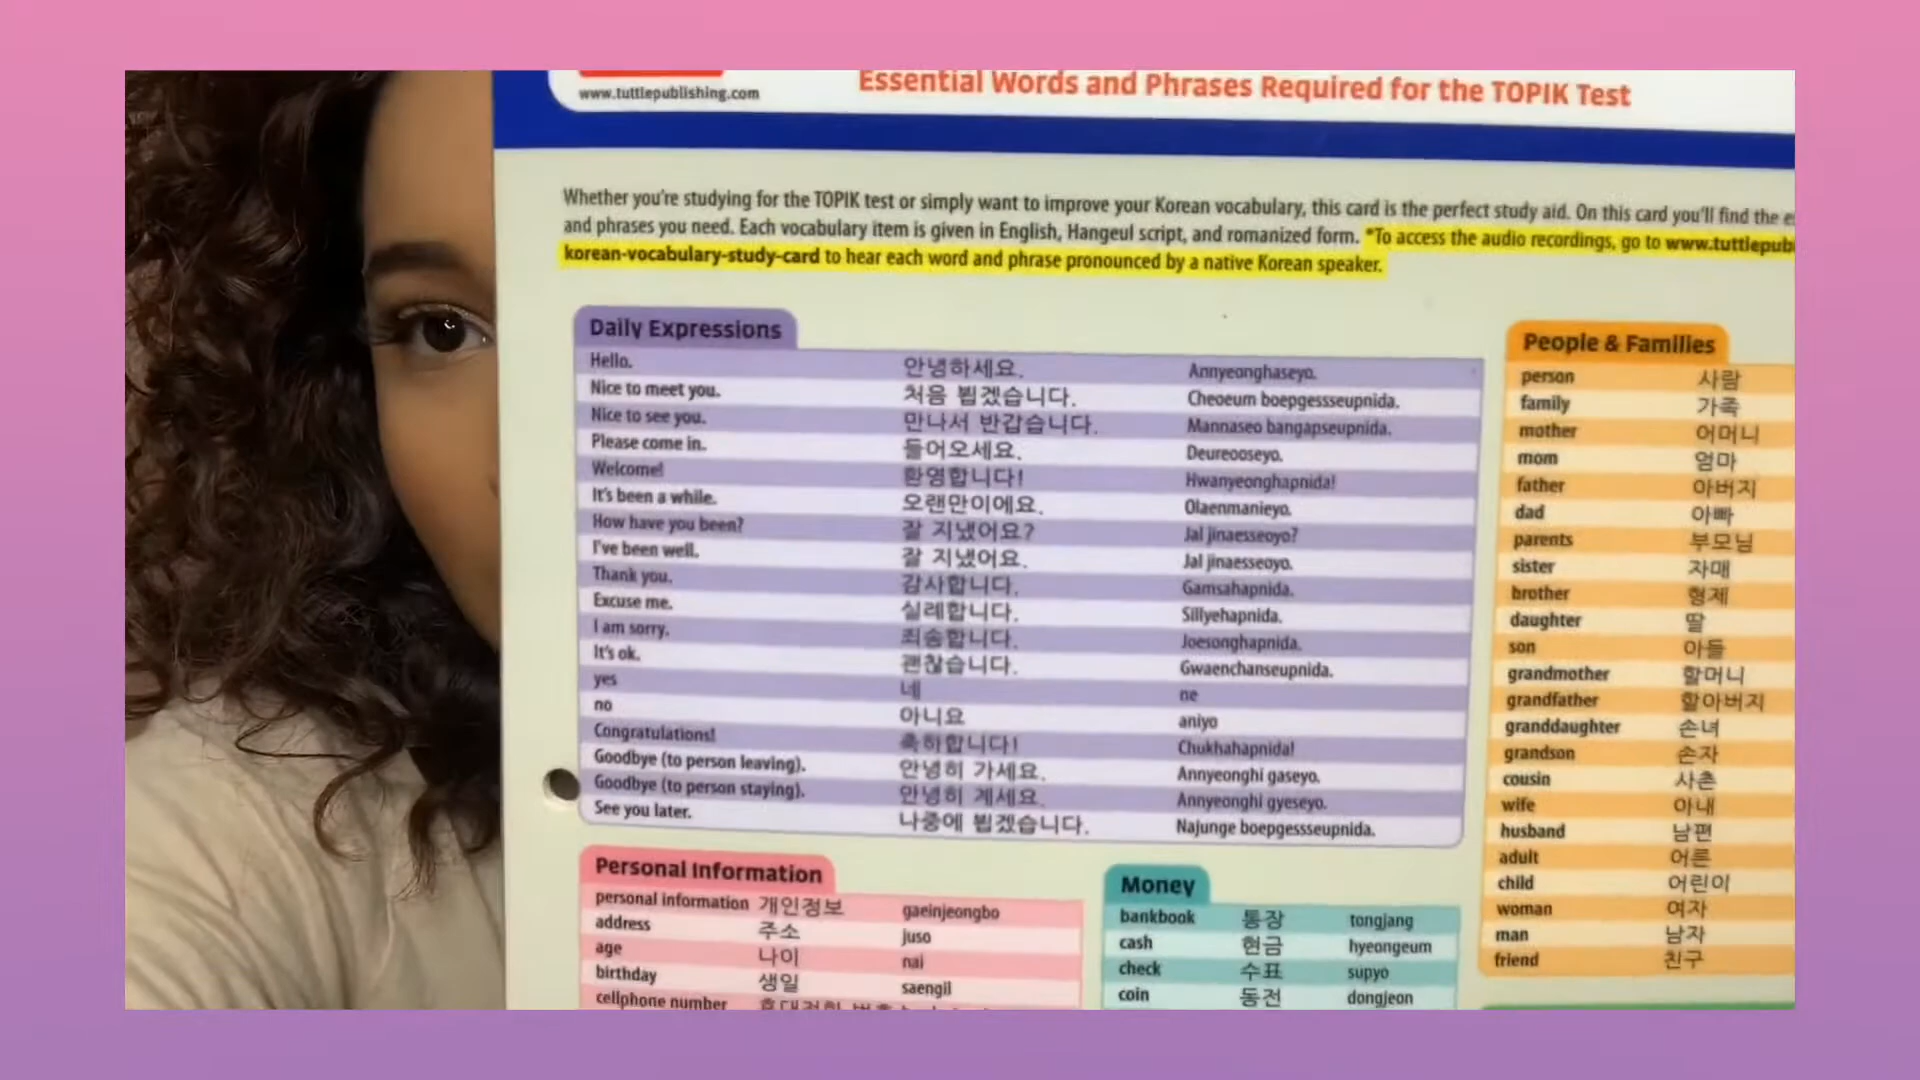 www.tuttlepublishing.com
Essential Words and Phrases Required for the TOPIK Test
Whether you're studying for the TOPIK test or simply want to improve your Korean vocabulary, this card is the perfect study aid. On this card you'll find the
and phrases you need. Each vocabulary item is given in English, Hangeul script, and romanized form. *To access the audio recordings, go to www.tuttlepub
korean-vocabulary-study-card to hear each word and phrase pronounced by a native Korean speaker.
Daily Expressions
Hello. 안녕하세요. Annyeonghaseyo.
Nice to meet you. 처음 뵙겠습니다. Cheoeum boepgessseupnida.
Nice to see you. 만나서 반갑습니다. Mannaseo bangapseupnida.
Please come in. 들어오세요. Deureooseyo.
Welcome! 환영합니다! Hwanyeonghapnida!
It's been a while. 오랜만이에요. Olaenmanieyo.
How have you been? 잘 지냈어요? Jal jinaesseoyo?
I've been well. 잘 지냈어요. Jal jinaesseoyo.
Thank you. 감사합니다. Gamsahapnida.
Excuse me. 실례합니다. Sillyehapnida.
I am sorry. 죄송합니다. Joesonghapnida.
It's ok. 괜찮습니다. Gwaenchanseupnida.
yes 네 ne
no 아니요 aniyo
Congratulations! 축하합니다! Chukhahapnida!
Goodbye (to person leaving). 안녕히 가세요. Annyeonghi gaseyo.
Goodbye (to person staying). 안녕히 계세요. Annyeonghi gyeseyo.
See you later. 나중에 뵙겠습니다. Najunge boepgessseupnida.
People & Families
person 사람
family 가족
mother 어머니
mom 엄마
father 아버지
dad 아빠
parents 부모님
sister 자매
brother 형제
daughter 딸
son 아들
grandmother 할머니
grandfather 할아버지
granddaughter 손녀
grandson 손자
cousin 사촌
wife 아내
husband 남편
adult 어른
child 어린이
woman 여자
man 남자
friend 친구
Personal Information
personal information 개인정보 gaeinjeongbo
address 주소 juso
age 나이 nai
birthday 생일 saengil
cellphone number
Money
bankbook 통장 tongjang
cash 현금 hyeongeum
check 수표 supyo
coin 동전 dongjeon